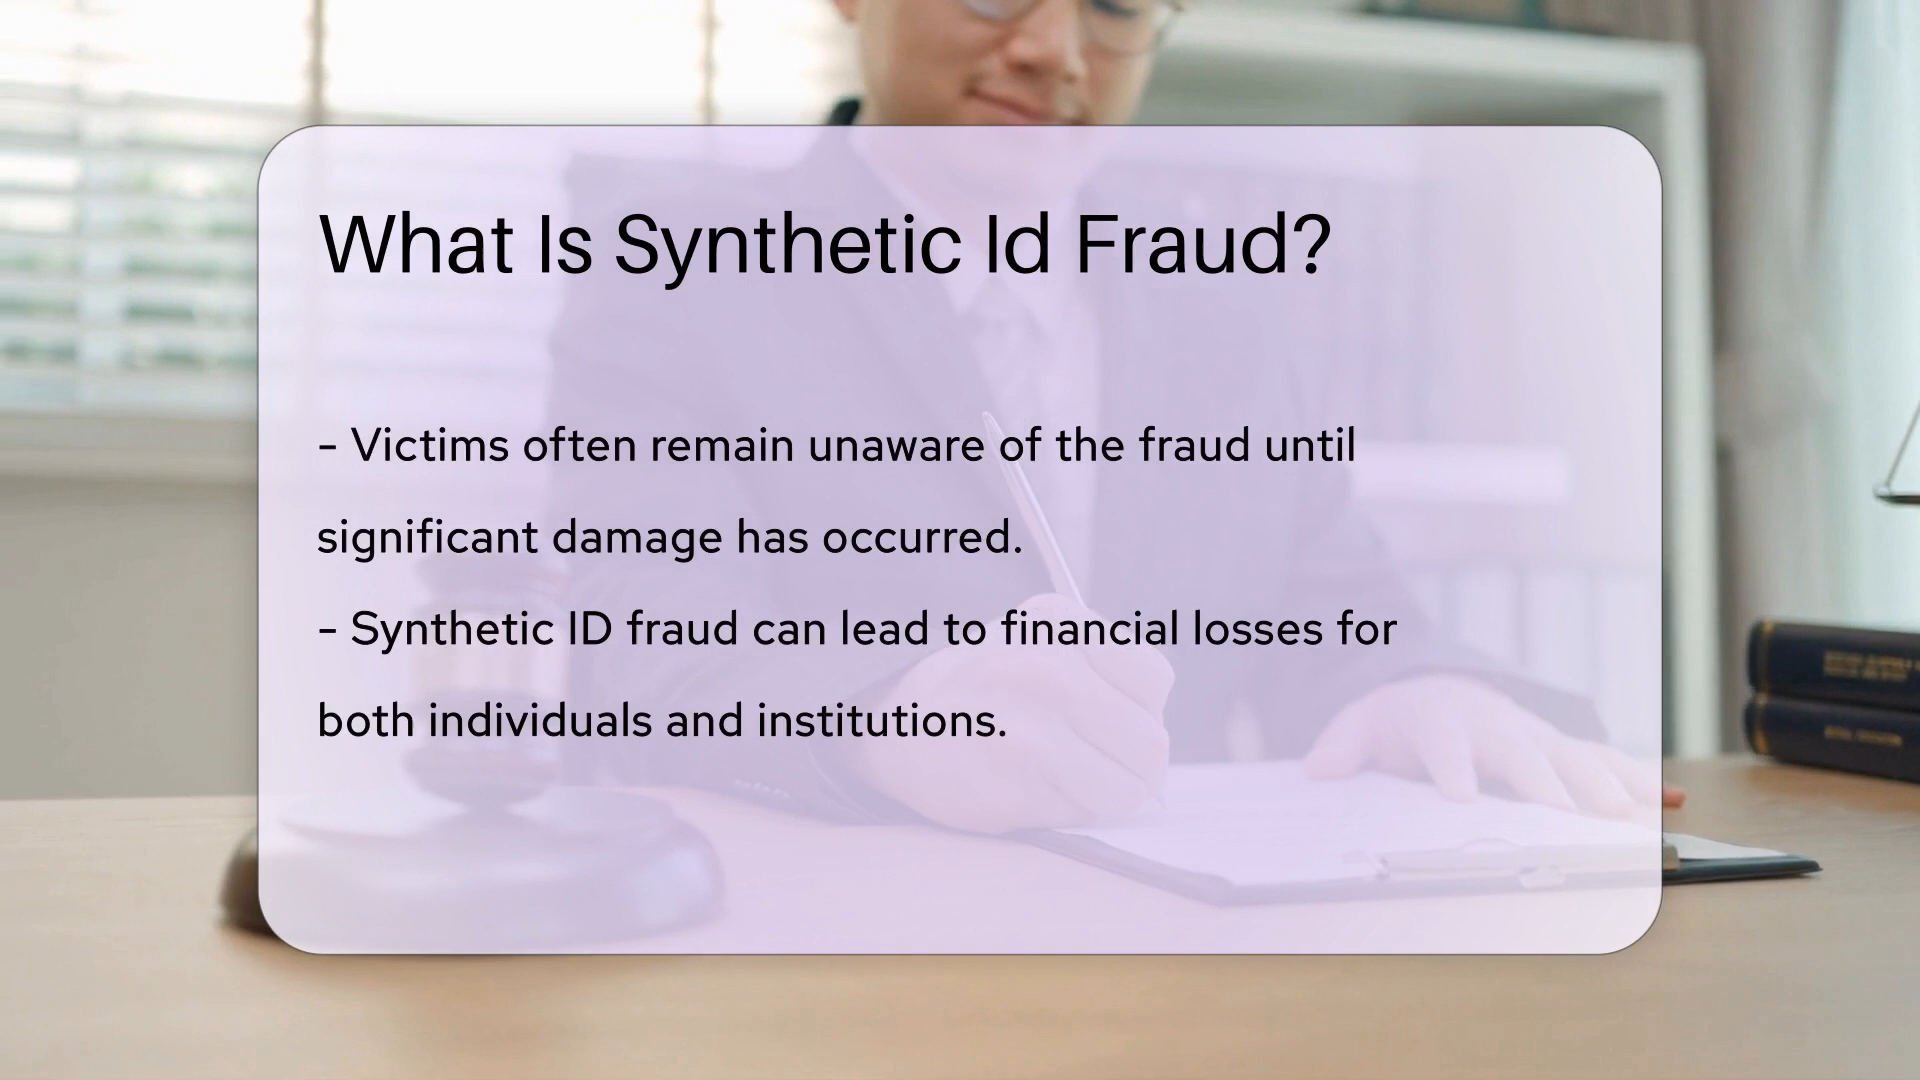 What Is Synthetic Id Fraud?
- Victims often remain unaware of the fraud until
significant damage has occurred.
- Synthetic ID fraud can lead to financial losses for
both individuals and institutions.